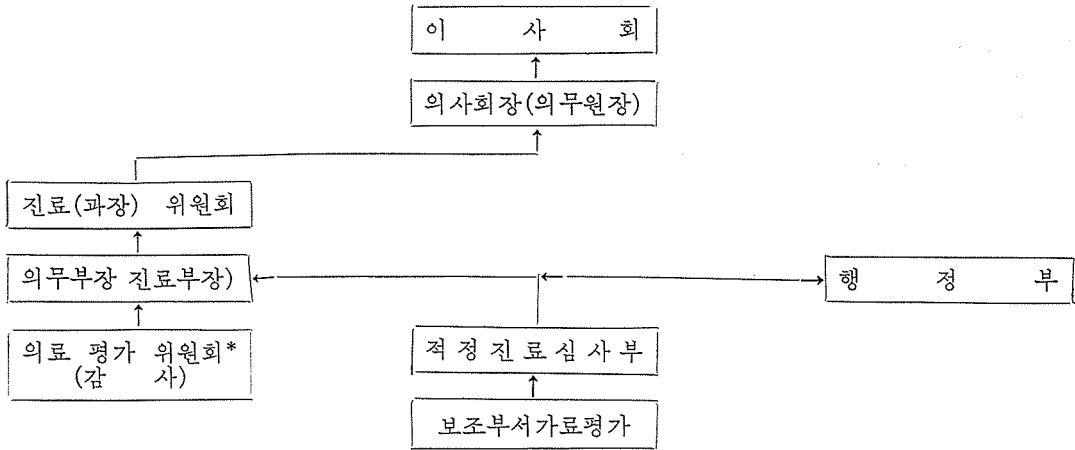 이 사 회
의사회장(의무원장)
진료(과장) 위원회
의무부장 진료부장)
행 정 부
의료 평가 위원회*
(감 사)
적정진료심사부
보조부서가료평가